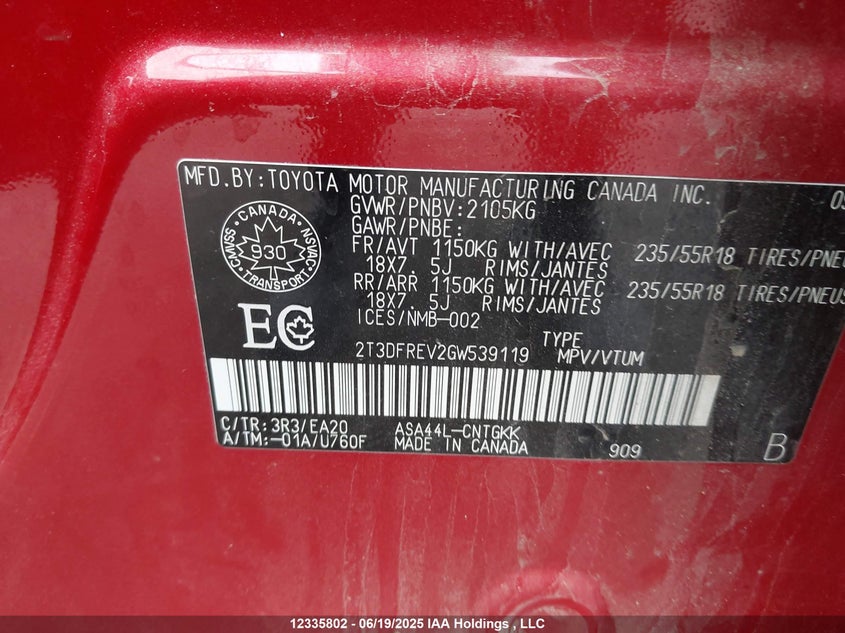 MFD.BY:TOYOTA MOTOR MANUFACTURING CANADA INC.
GVWR/PNBV:2105KG
GAWR/PNBE:
FR/AVT 1150KG WITH/AVEC 235/55R18 TIRES/PNEU
18X7.5J RIMS/JANTES
RR/ARR 1150KG WITH/AVEC 235/55R18 TIRES/PNEUS
18X7.5J RIMS/JANTES
ICES/NMB-002
CANADA
CMVSS
930
NSVAC
TRANSPORT
EC
TYPE
2T3DFREV2GW539119 MPV/VTUM
C/TR:3R3/EA20 ASA44L-CNTGKK
A/TM:-01A/U760F MADE IN CANADA 909 B
12335802 - 06/19/2025 IAA Holdings , LLC